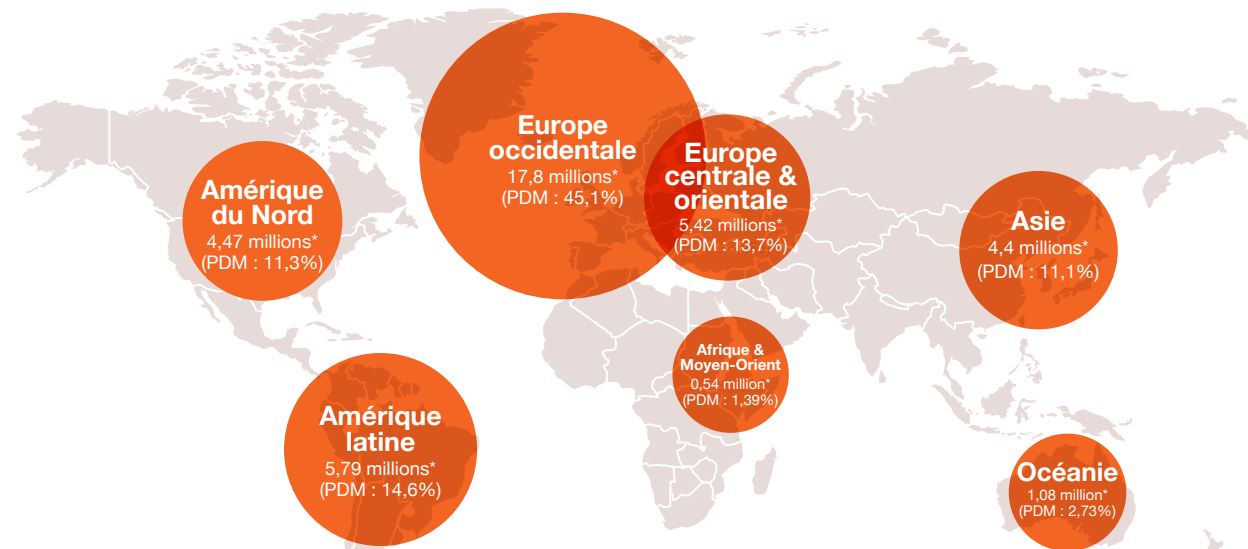 Europe
occidentale
17,8 millions*
(PDM : 45,1%)
Europe
centrale &
orientale
5,42 millions*
(PDM : 13,7%)
Amérique
du Nord
4,47 millions*
(PDM : 11,3%)
Asie
4,4 millions*
(PDM : 11,1%)
Afrique &
Moyen-Orient
0,54 million*
(PDM : 1,39%)
Amérique
latine
5,79 millions*
(PDM : 14,6%)
Océanie
1,08 million*
(PDM : 2,73%)